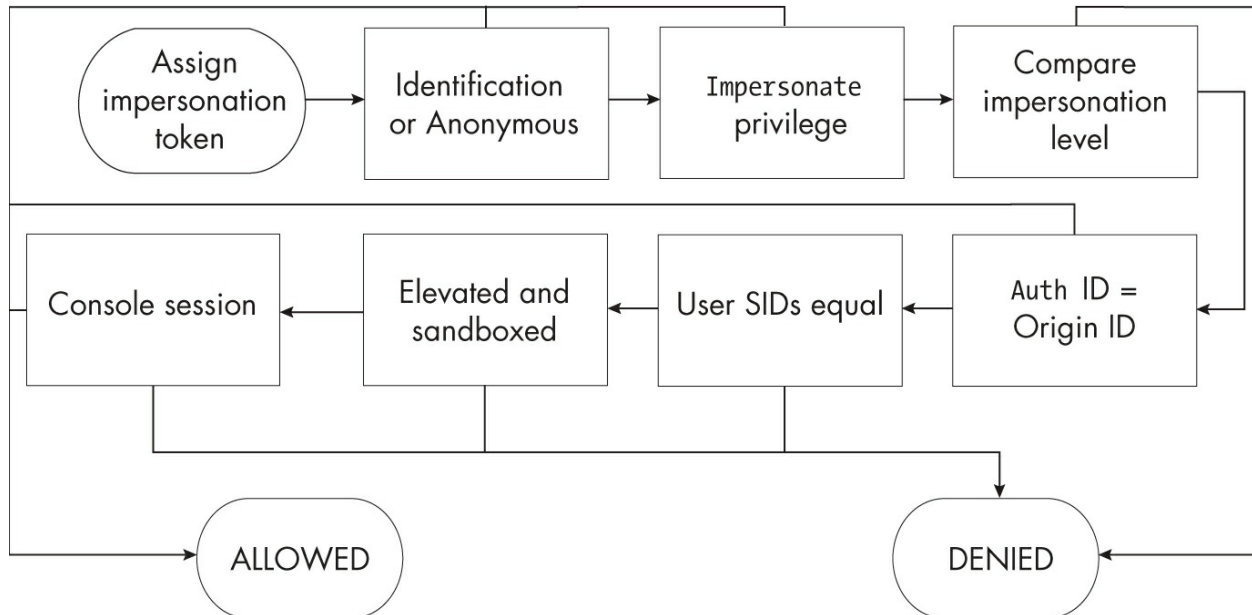 Assign
impersonation
token
Identification
or Anonymous
Impersonate
privilege
Compare
impersonation
level
Auth ID =
Origin ID
User SIDs equal
Elevated and
sandboxed
Console session
ALLOWED
DENIED